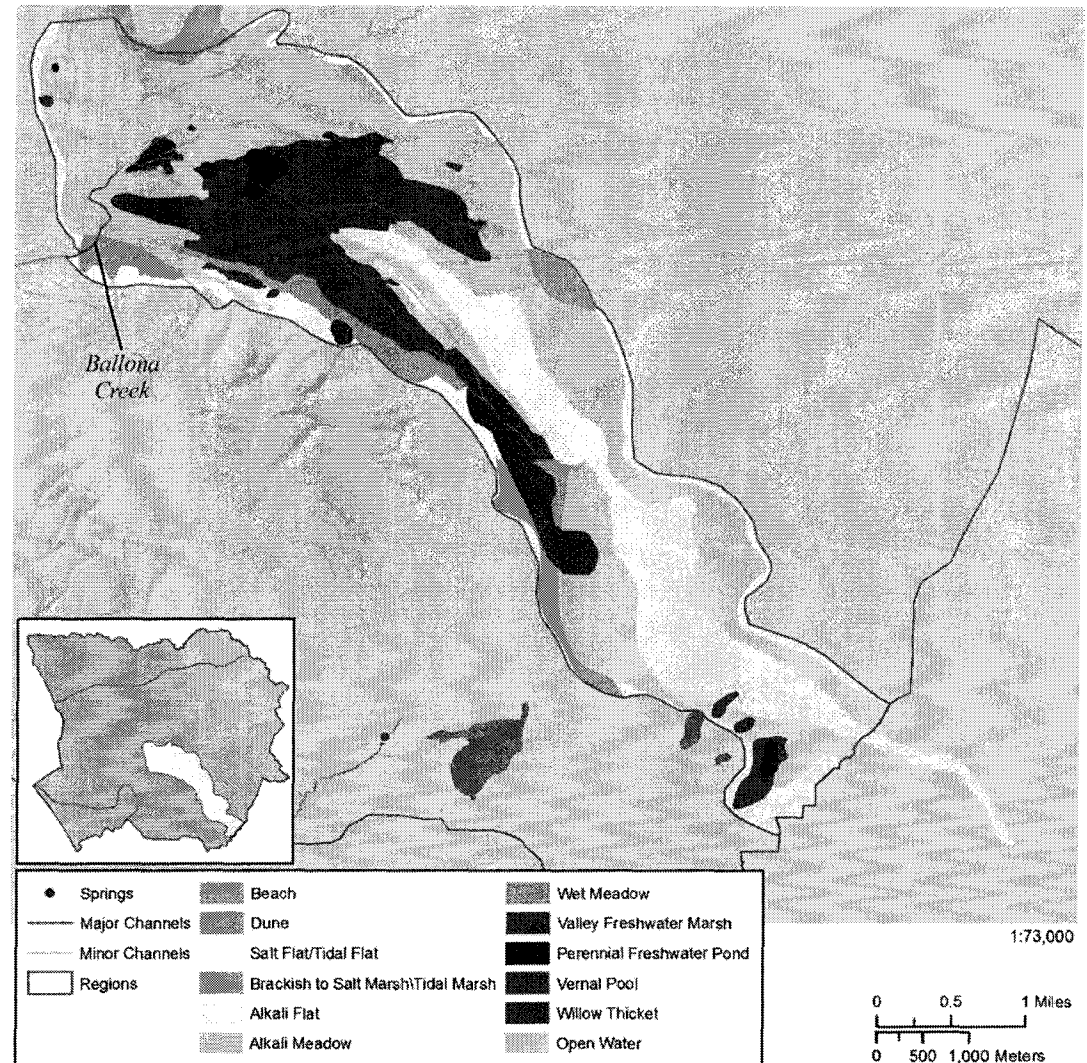 Ballona
Creek
Springs
Major Channels
Minor Channels
Regions
Beach
Dune
Salt Flat/Tidal Flat
Brackish to Salt Marsh\Tidal Marsh
Alkali Flat
Alkali Meadow
Wet Meadow
Valley Freshwater Marsh
Perennial Freshwater Pond
Vernal Pool
Willow Thicket
Open Water
1:73,000
0 0.5 1 Miles
0 500 1,000 Meters